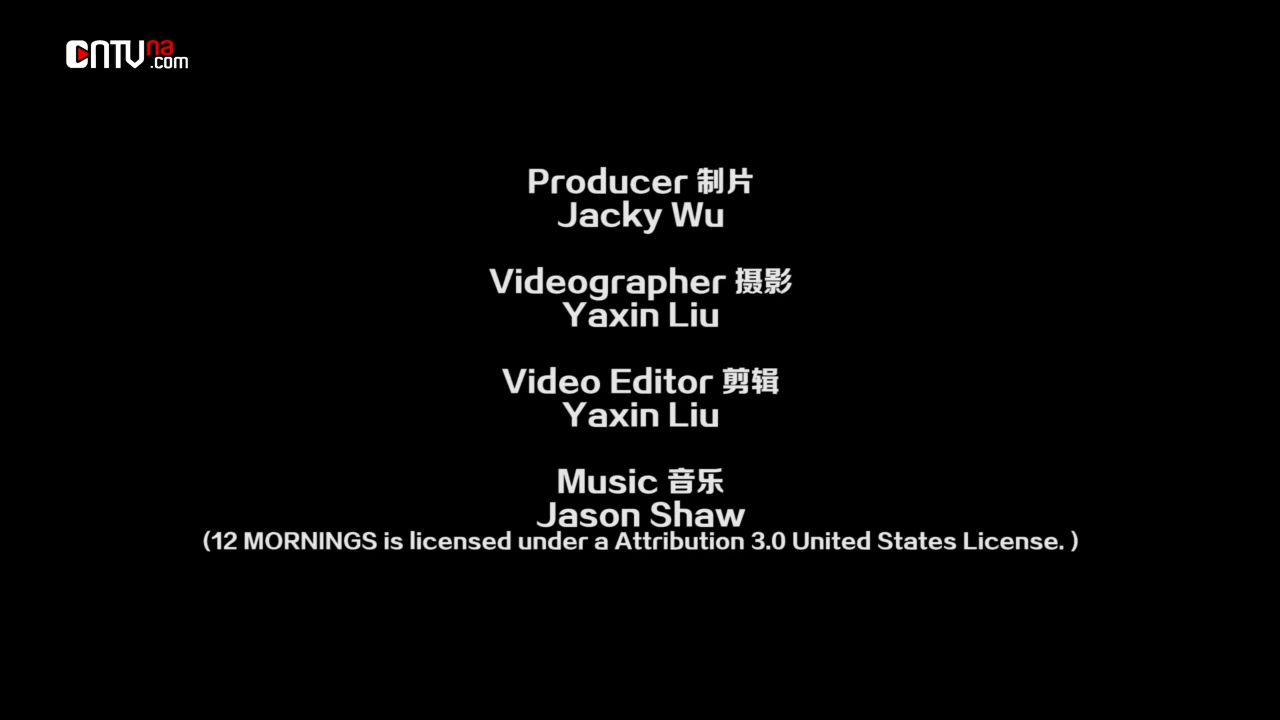 CNTVna.com
Producer 制片
Jacky Wu
Videographer 摄影
Yaxin Liu
Video Editor 剪辑
Yaxin Liu
Music 音乐
Jason Shaw
(12 MORNINGS is licensed under a Attribution 3.0 United States License. )